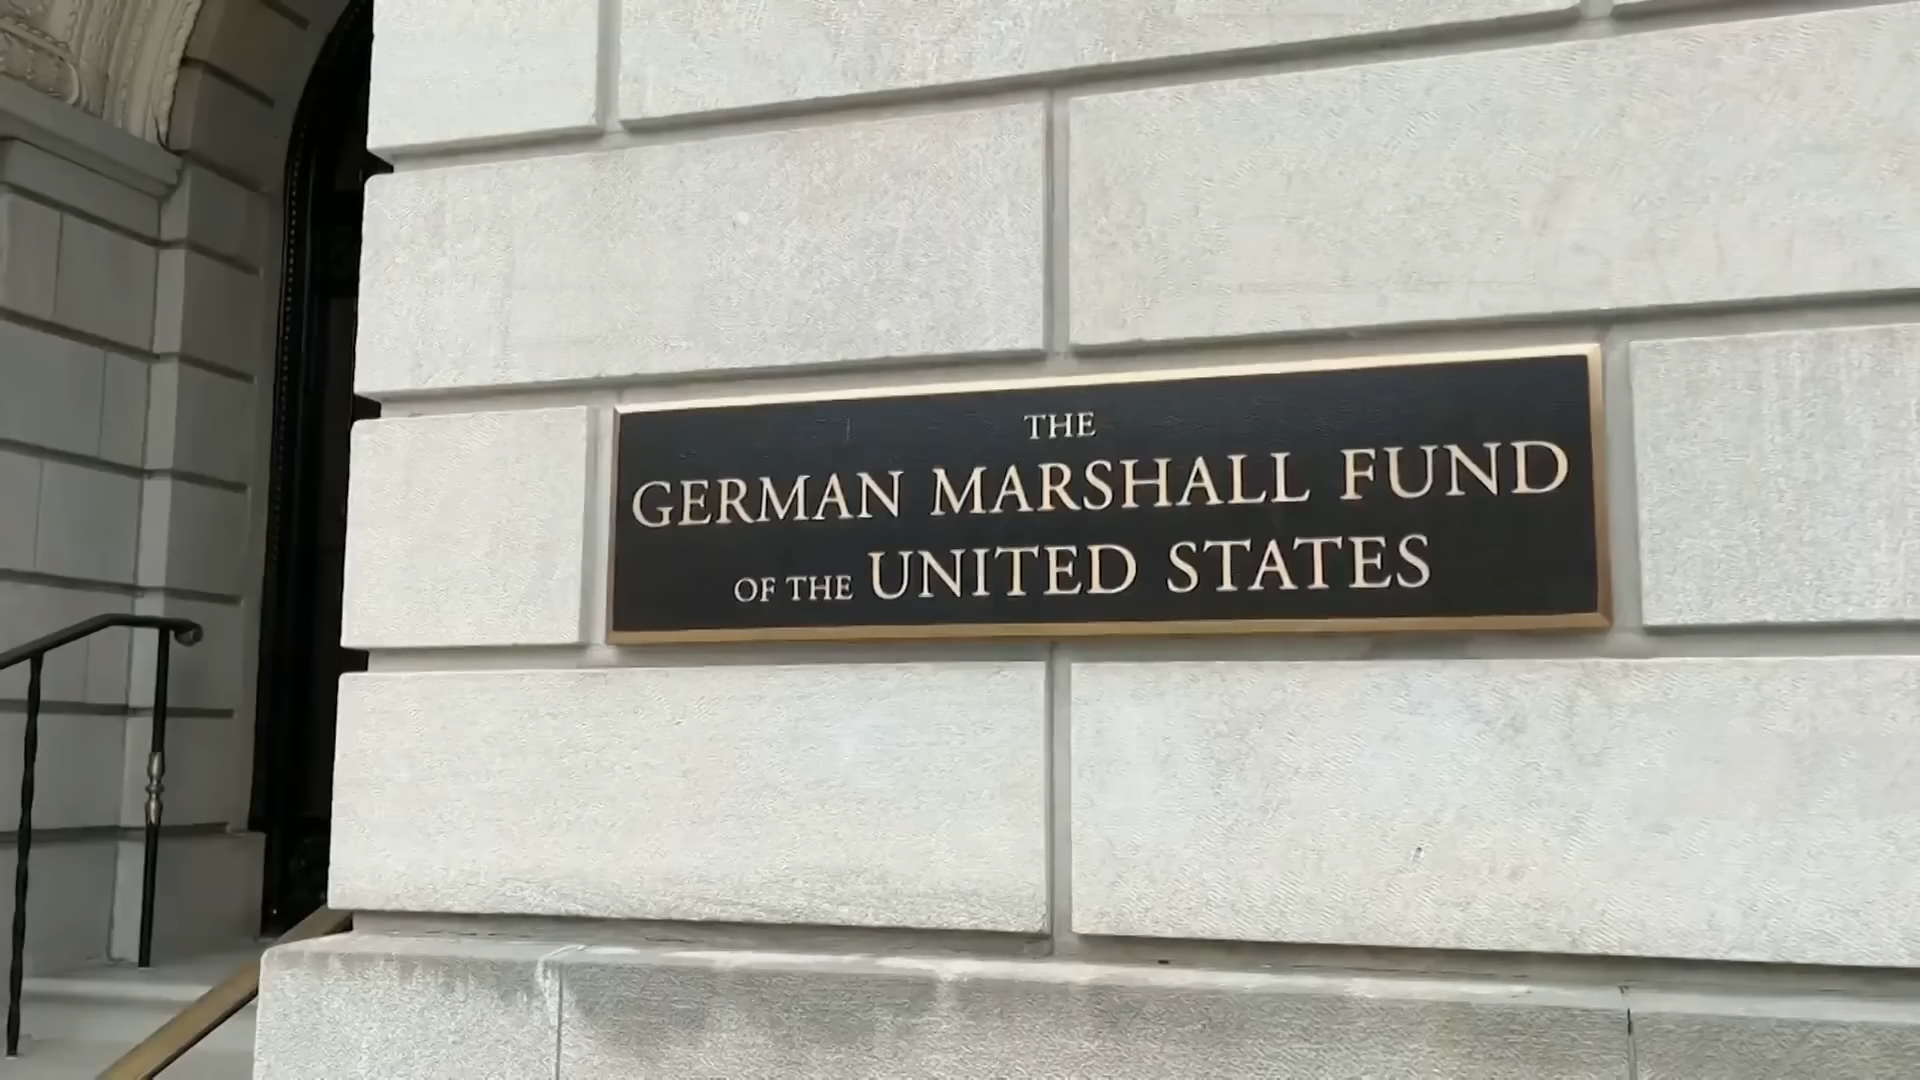 THE
GERMAN MARSHALL FUND
OF THE UNITED STATES